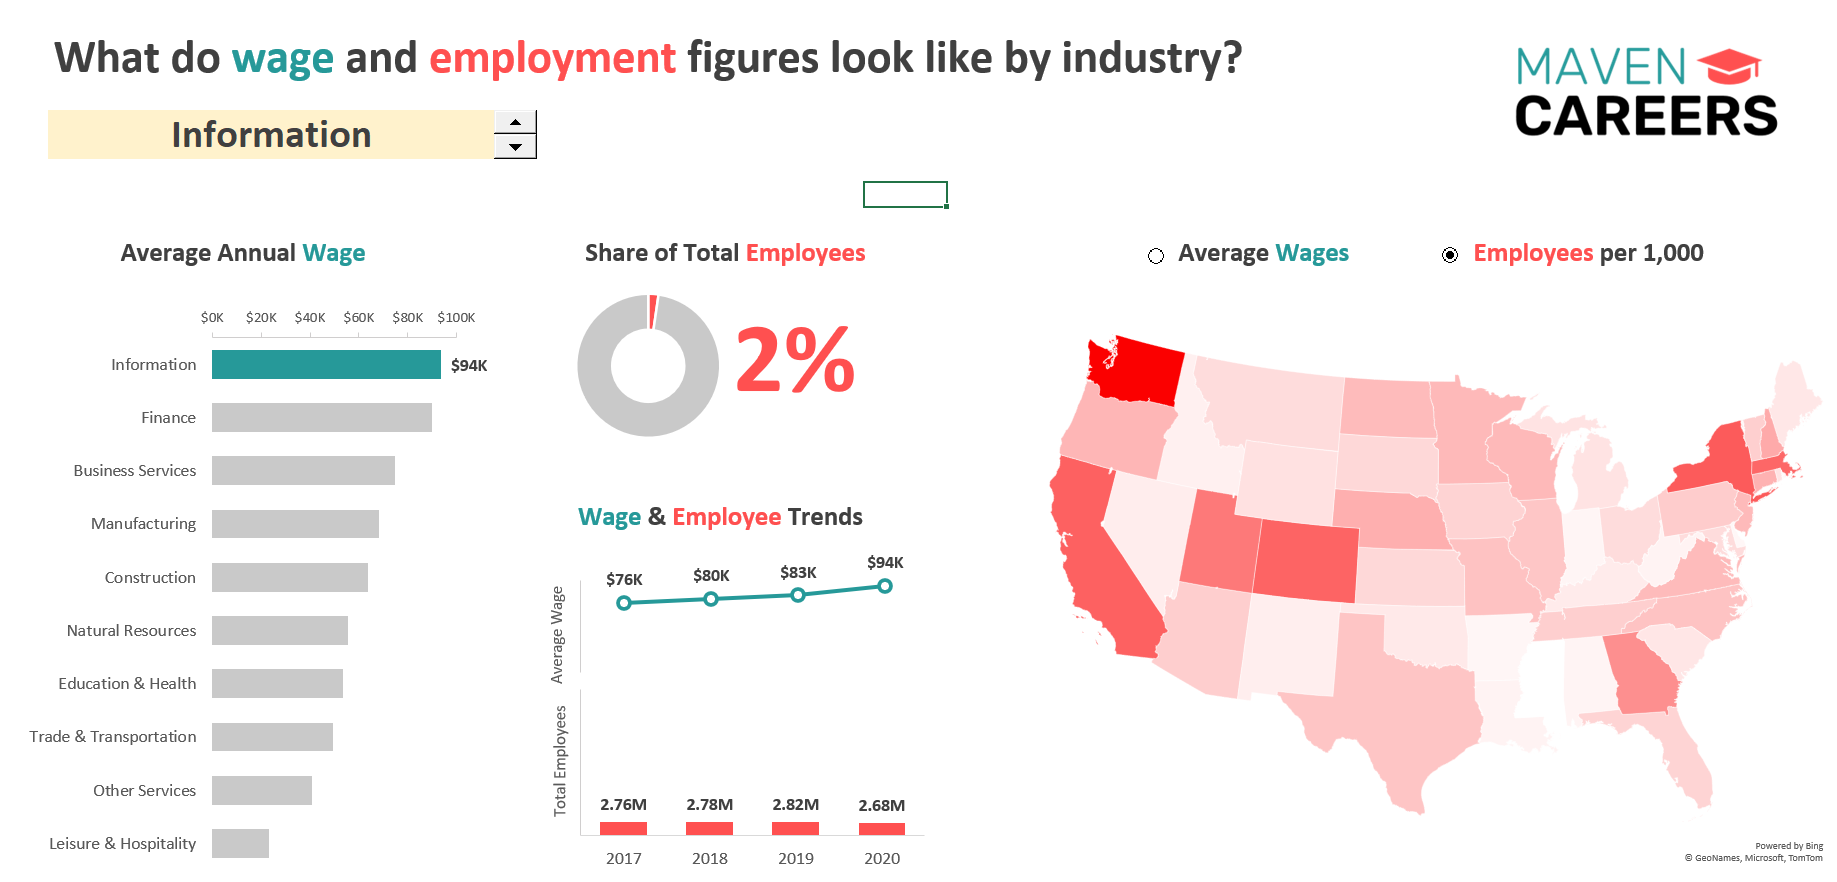 What do wage and employment figures look like by industry?
MAVEN
CAREERS
Information
Average Annual Wage
$0K $20K $40K $60K $80K $100K
Information $94K
Finance
Business Services
Manufacturing
Construction
Natural Resources
Education & Health
Trade & Transportation
Other Services
Leisure & Hospitality
Share of Total Employees
2%
Wage & Employee Trends
Average Wage
$76K $80K $83K $94K
Total Employees
2.76M 2.78M 2.82M 2.68M
2017 2018 2019 2020
Average Wages
Employees per 1,000
Powered by Bing
© GeoNames, Microsoft, TomTom